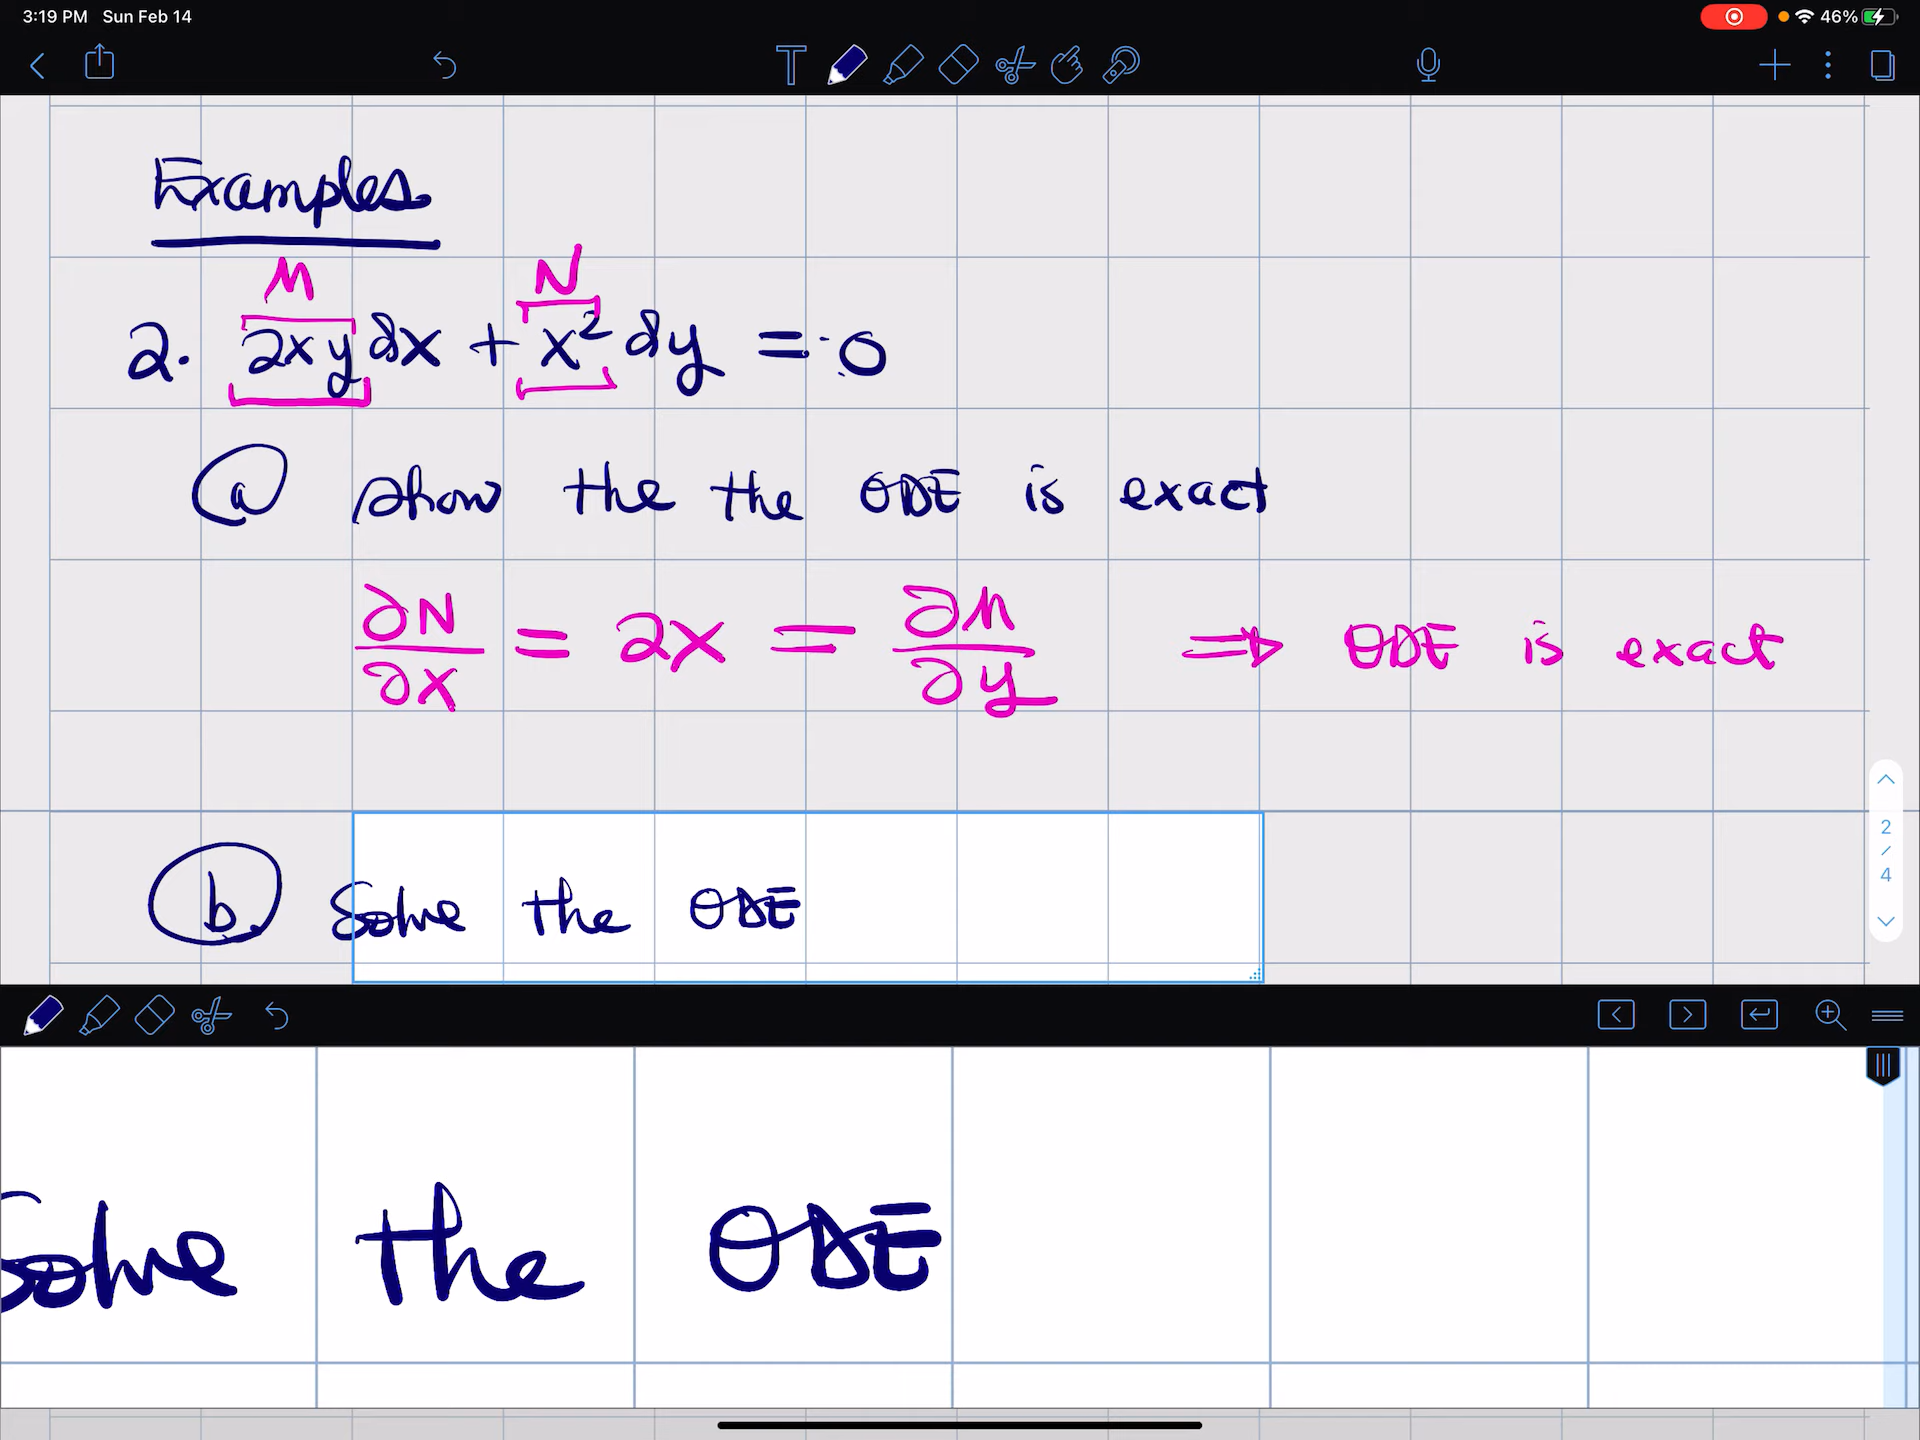 3:19 PM Sun Feb 14
46%
T
Examples
M N
2. 2xy dx + x² dy = 0
a show the the ODE is exact
∂N/∂x = 2x = ∂M/∂y ⇒ ODE is exact
b. Solve the ODE
2
/
4
Solve the ODE